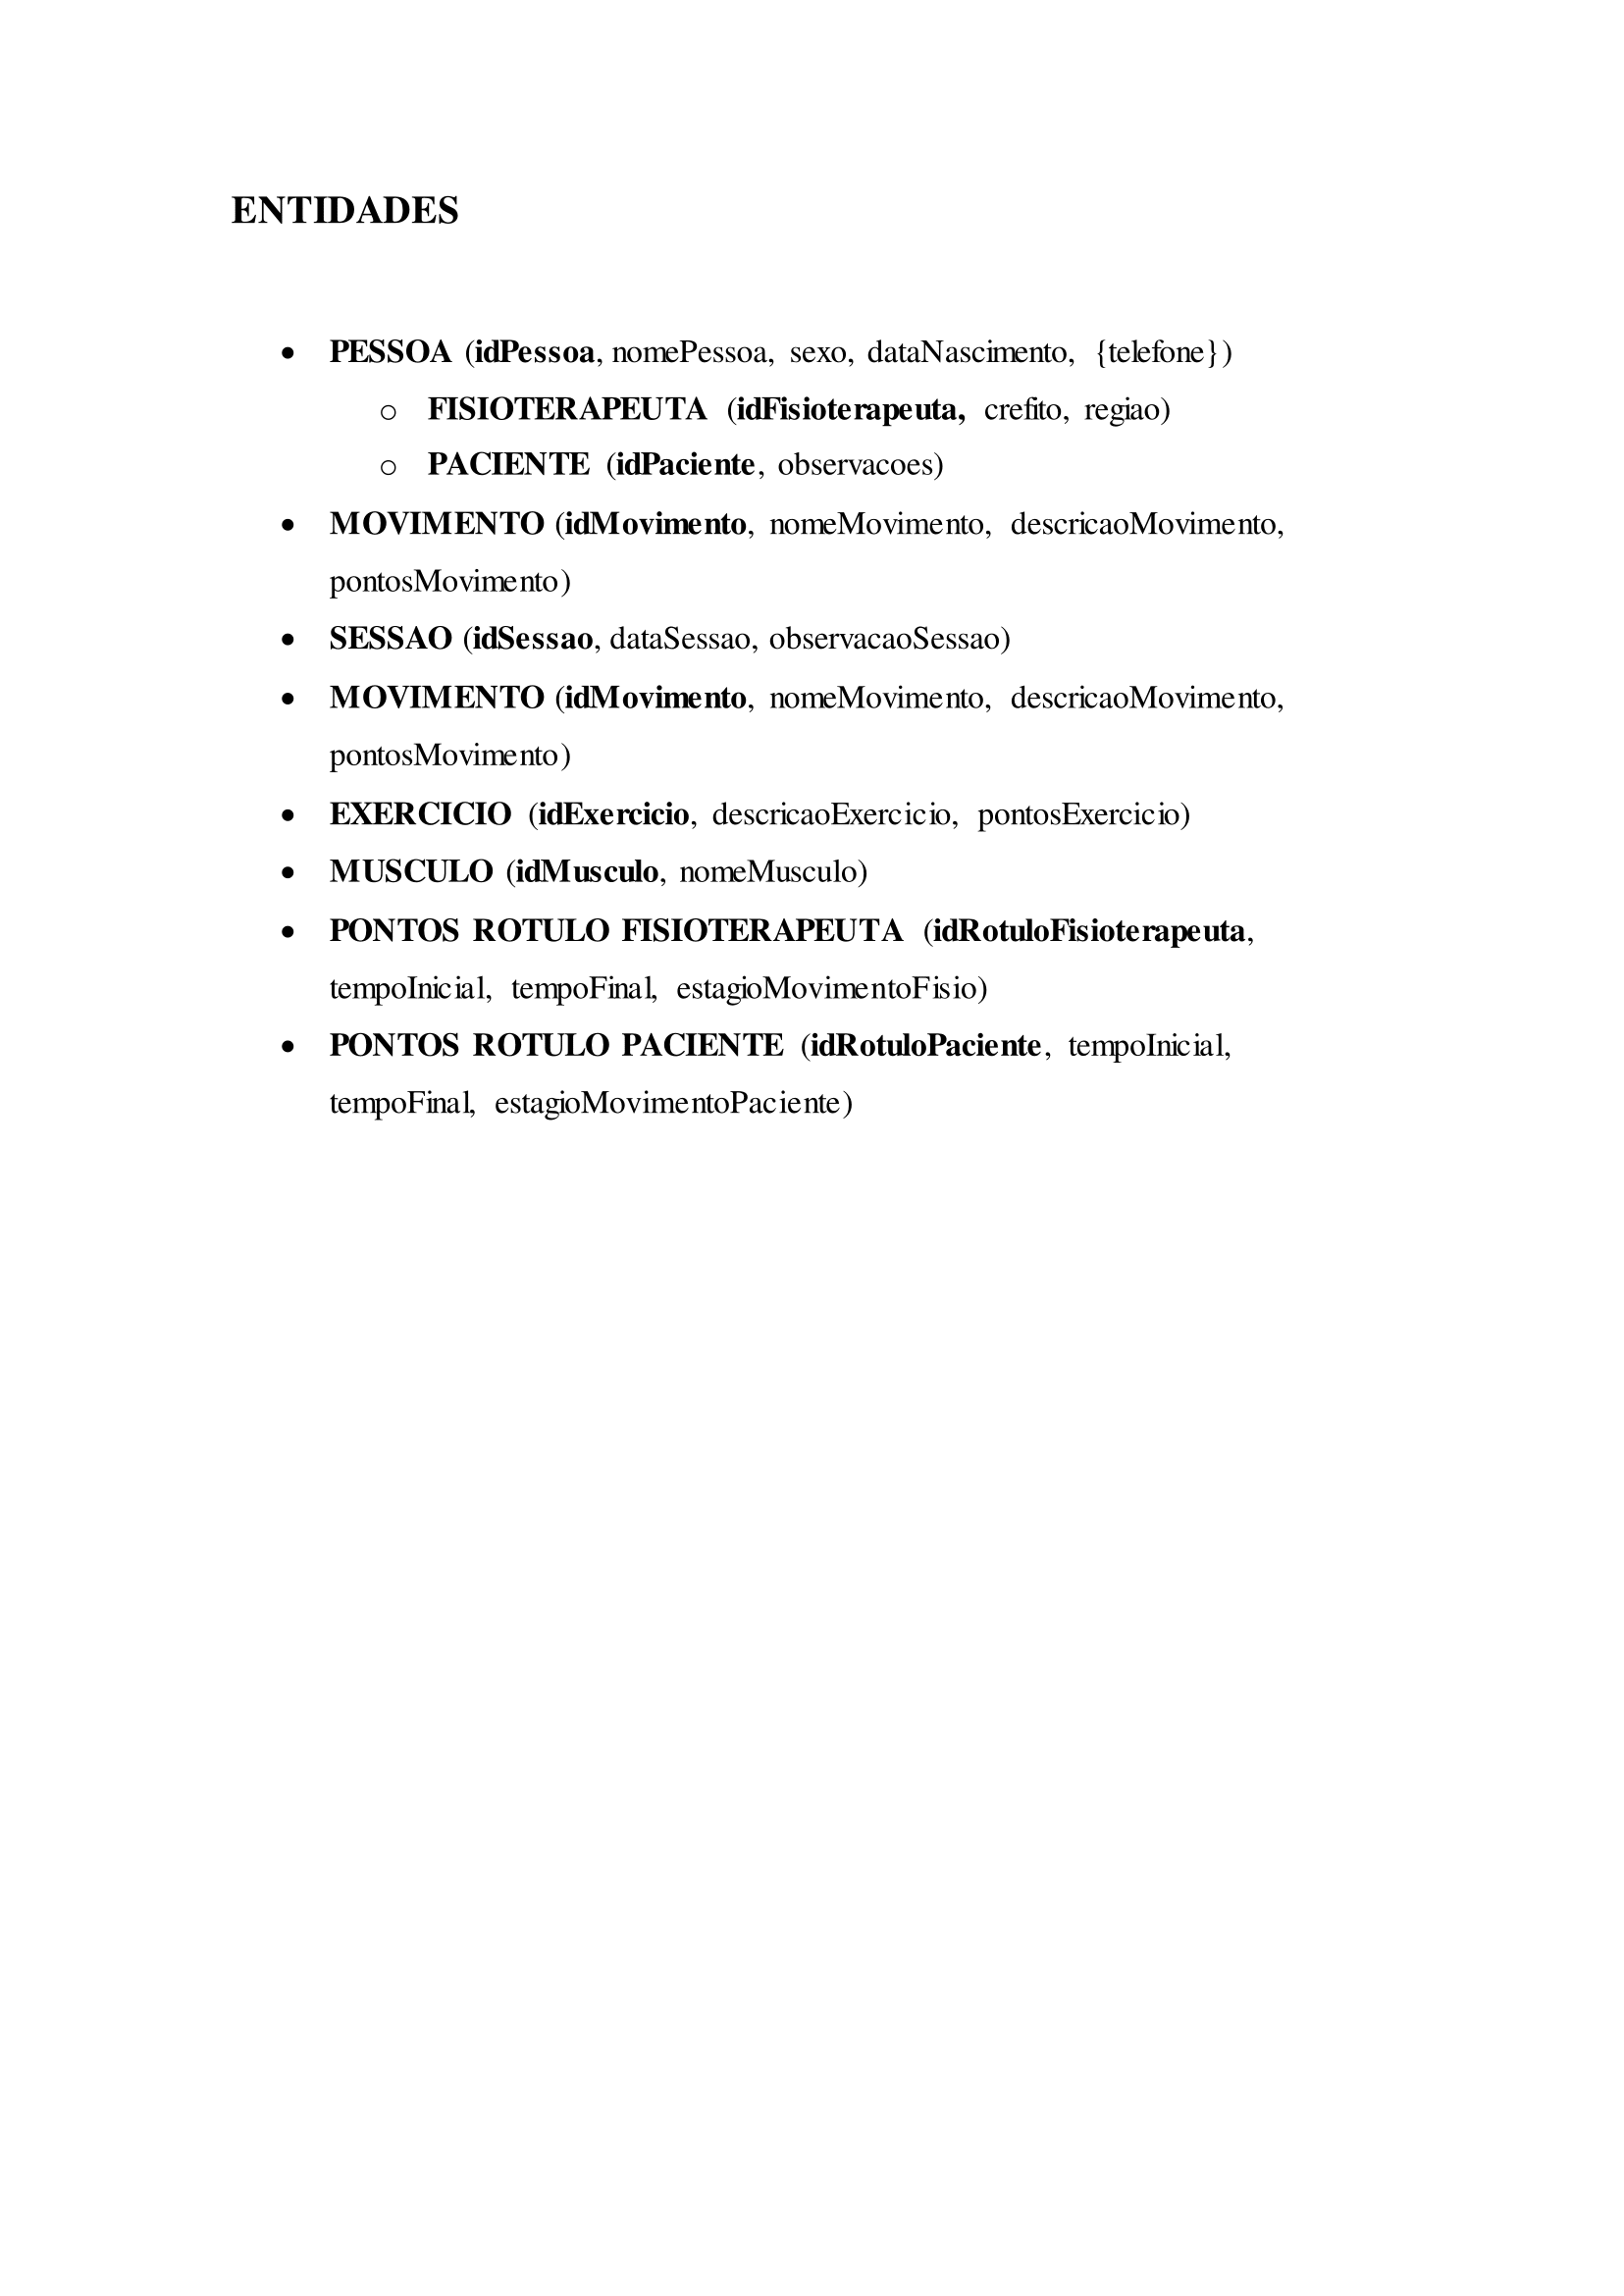 ENTIDADES
• PESSOA (idPessoa, nomePessoa, sexo, dataNascimento, {telefone})
o FISIOTERAPEUTA (idFisioterapeuta, crefito, regiao)
o PACIENTE (idPaciente, observacoes)
• MOVIMENTO (idMovimento, nomeMovimento, descricaoMovimento,
pontosMovimento)
• SESSAO (idSessao, dataSessao, observacaoSessao)
• MOVIMENTO (idMovimento, nomeMovimento, descricaoMovimento,
pontosMovimento)
• EXERCICIO (idExercicio, descricaoExercicio, pontosExercicio)
• MUSCULO (idMusculo, nomeMusculo)
• PONTOS ROTULO FISIOTERAPEUTA (idRotuloFisioterapeuta,
tempoInicial, tempoFinal, estagioMovimentoFisio)
• PONTOS ROTULO PACIENTE (idRotuloPaciente, tempoInicial,
tempoFinal, estagioMovimentoPaciente)